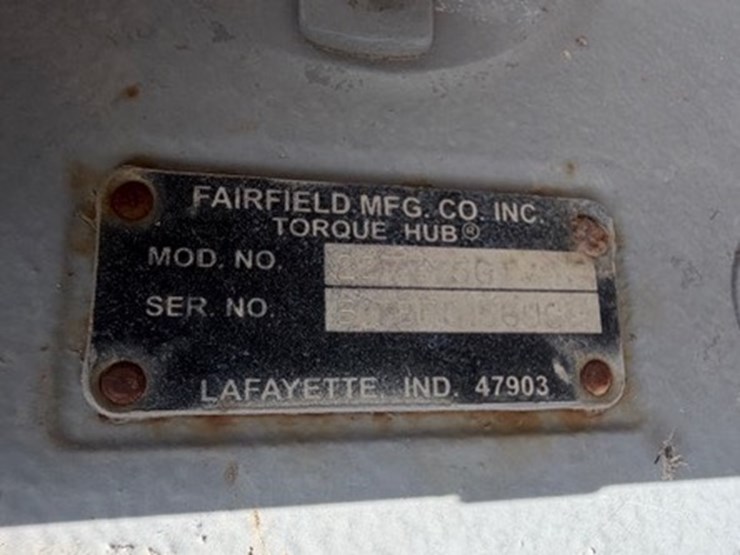 FAIRFIELD MFG. CO. INC.
TORQUE HUB®
MOD. NO.
SER. NO.
LAFAYETTE, IND. 47903